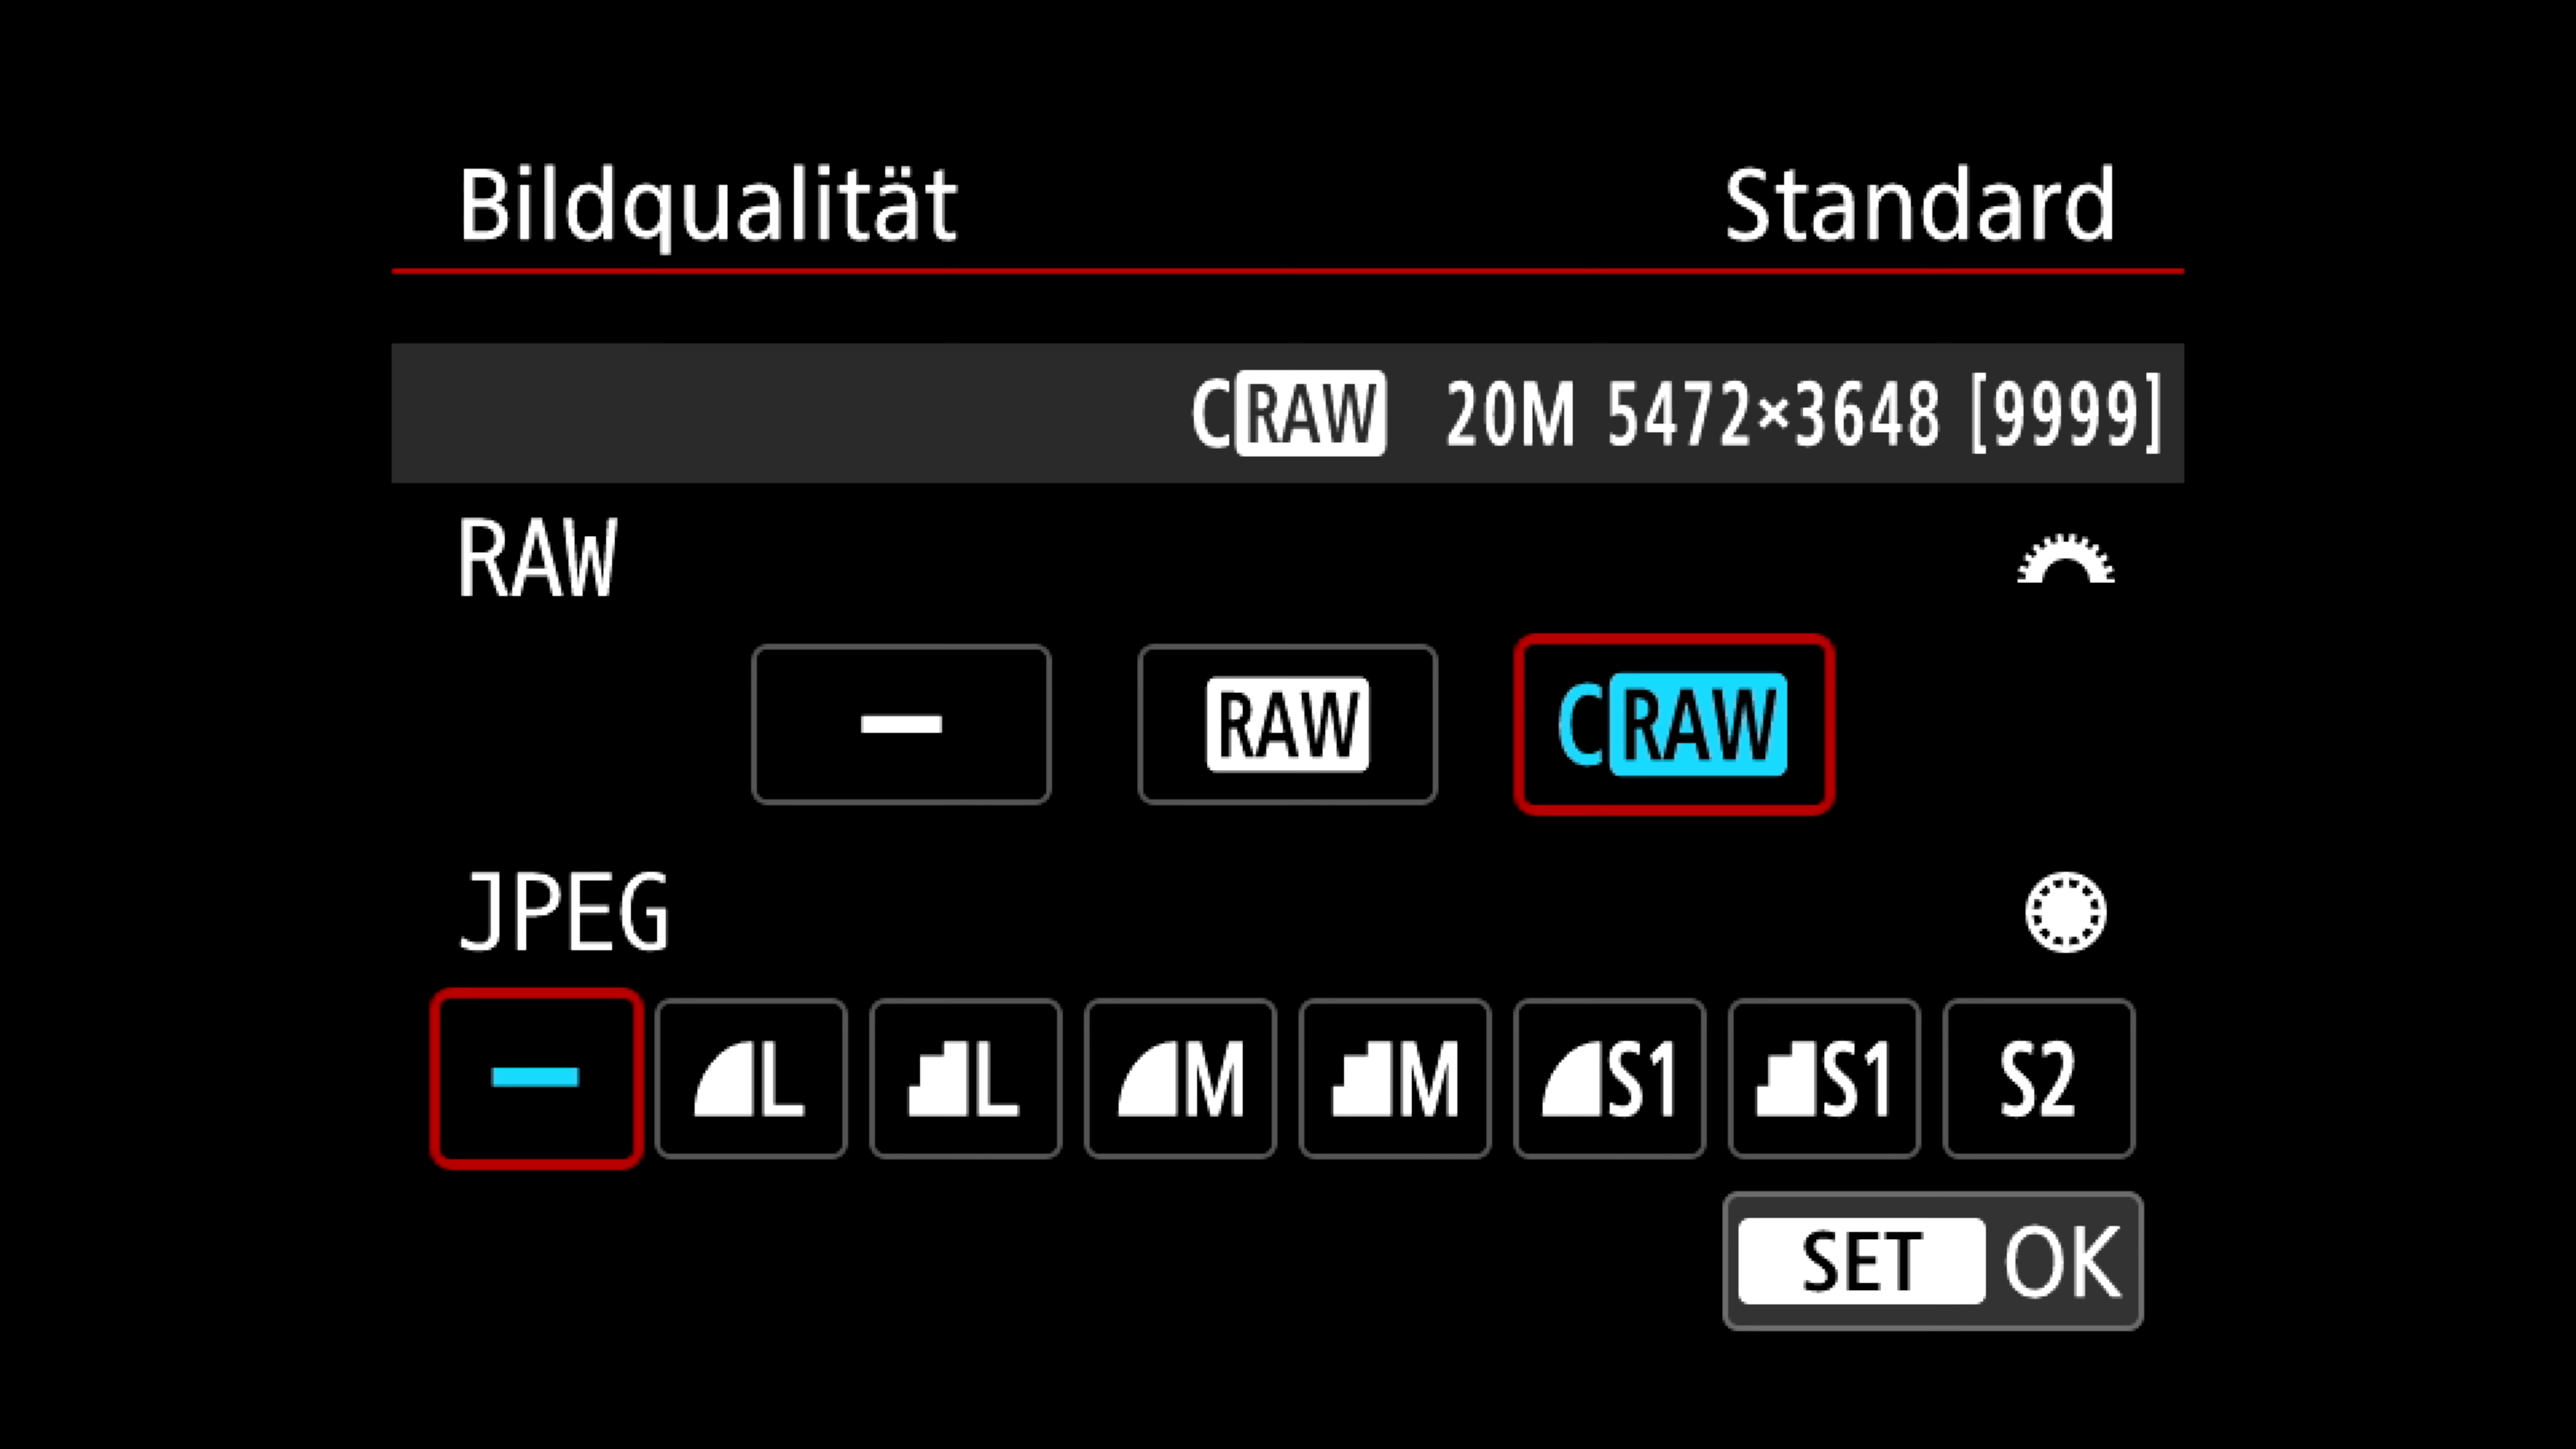 Bildqualität Standard
CRAW 20M 5472×3648 [9999]
RAW
— RAW CRAW
JPEG
— L L M M S1 S1 S2
SET OK